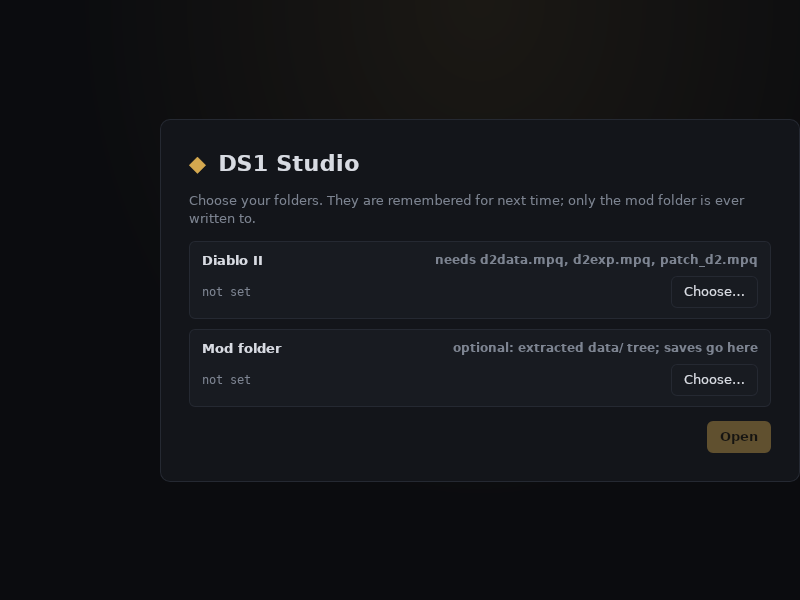 DS1 Studio
Choose your folders. They are remembered for next time; only the mod folder is ever
written to.
Diablo II needs d2data.mpq, d2exp.mpq, patch_d2.mpq
not set Choose...
Mod folder optional: extracted data/ tree; saves go here
not set Choose...
Open